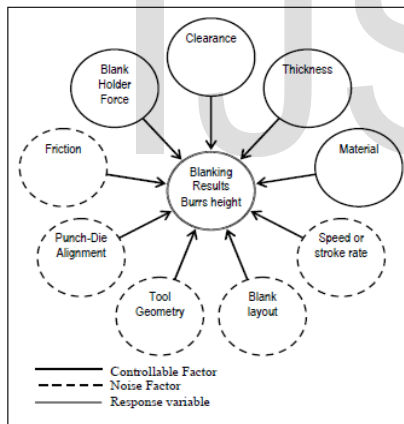 IJS
Clearance
Blank
Holder
Force
Thickness
Friction
Blanking
Results
Burrs height
Material
Punch-Die
Alignment
Speed or
stroke rate
Tool
Geometry
Blank
layout
Controllable Factor
Noise Factor
Response variable